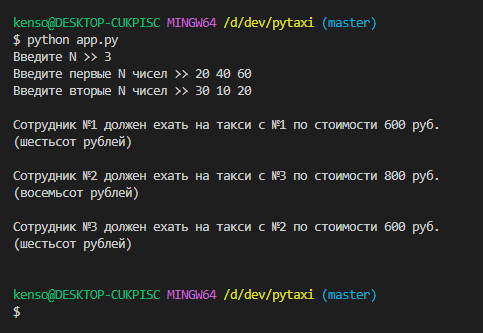 kenso@DESKTOP-CUKPISC MINGW64 /d/dev/pytaxi (master)
$ python app.py
Введите N >> 3
Введите первые N чисел >> 20 40 60
Введите вторые N чисел >> 30 10 20
Сотрудник №1 должен ехать на такси с №1 по стоимости 600 руб.
(шестьсот рублей)
Сотрудник №2 должен ехать на такси с №3 по стоимости 800 руб.
(восемьсот рублей)
Сотрудник №3 должен ехать на такси с №2 по стоимости 600 руб.
(шестьсот рублей)
kenso@DESKTOP-CUKPISC MINGW64 /d/dev/pytaxi (master)
$